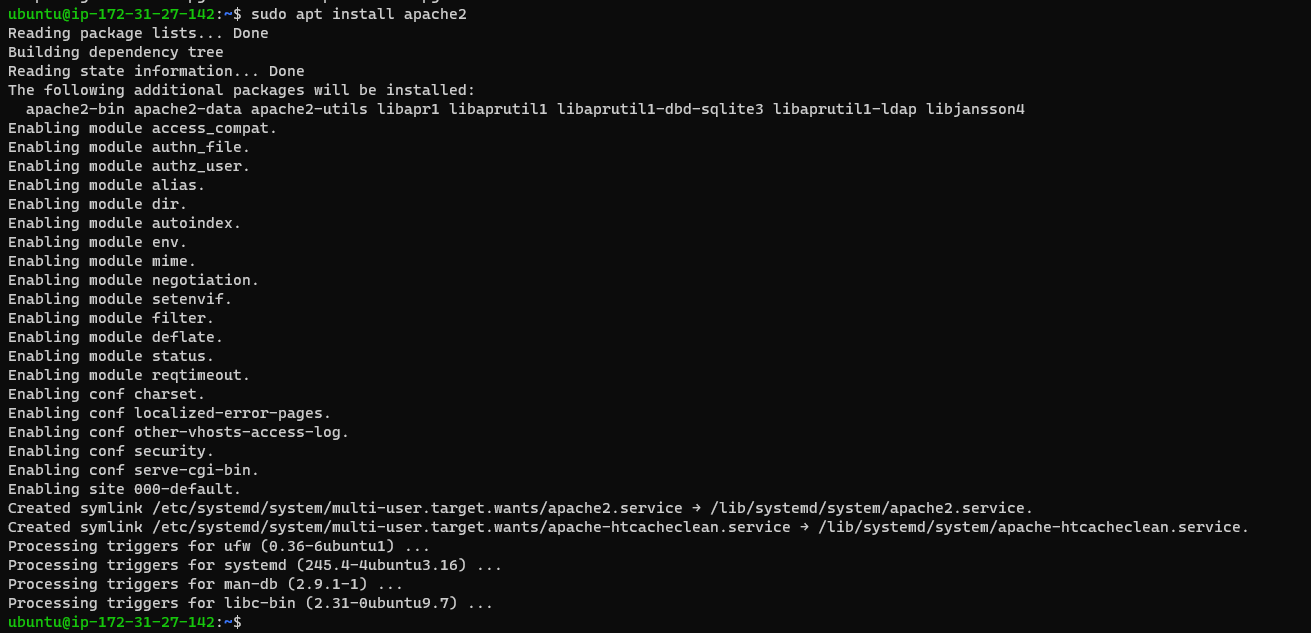 ubuntu@ip-172-31-27-142:~$ sudo apt install apache2
Reading package lists... Done
Building dependency tree
Reading state information... Done
The following additional packages will be installed:
  apache2-bin apache2-data apache2-utils libapr1 libaprutil1 libaprutil1-dbd-sqlite3 libaprutil1-ldap libjansson4
Enabling module access_compat.
Enabling module authn_file.
Enabling module authz_user.
Enabling module alias.
Enabling module dir.
Enabling module autoindex.
Enabling module env.
Enabling module mime.
Enabling module negotiation.
Enabling module setenvif.
Enabling module filter.
Enabling module deflate.
Enabling module status.
Enabling module reqtimeout.
Enabling conf charset.
Enabling conf localized-error-pages.
Enabling conf other-vhosts-access-log.
Enabling conf security.
Enabling conf serve-cgi-bin.
Enabling site 000-default.
Created symlink /etc/systemd/system/multi-user.target.wants/apache2.service → /lib/systemd/system/apache2.service.
Created symlink /etc/systemd/system/multi-user.target.wants/apache-htcacheclean.service → /lib/systemd/system/apache-htcacheclean.service.
Processing triggers for ufw (0.36-6ubuntu1) ...
Processing triggers for systemd (245.4-4ubuntu3.16) ...
Processing triggers for man-db (2.9.1-1) ...
Processing triggers for libc-bin (2.31-0ubuntu9.7) ...
ubuntu@ip-172-31-27-142:~$